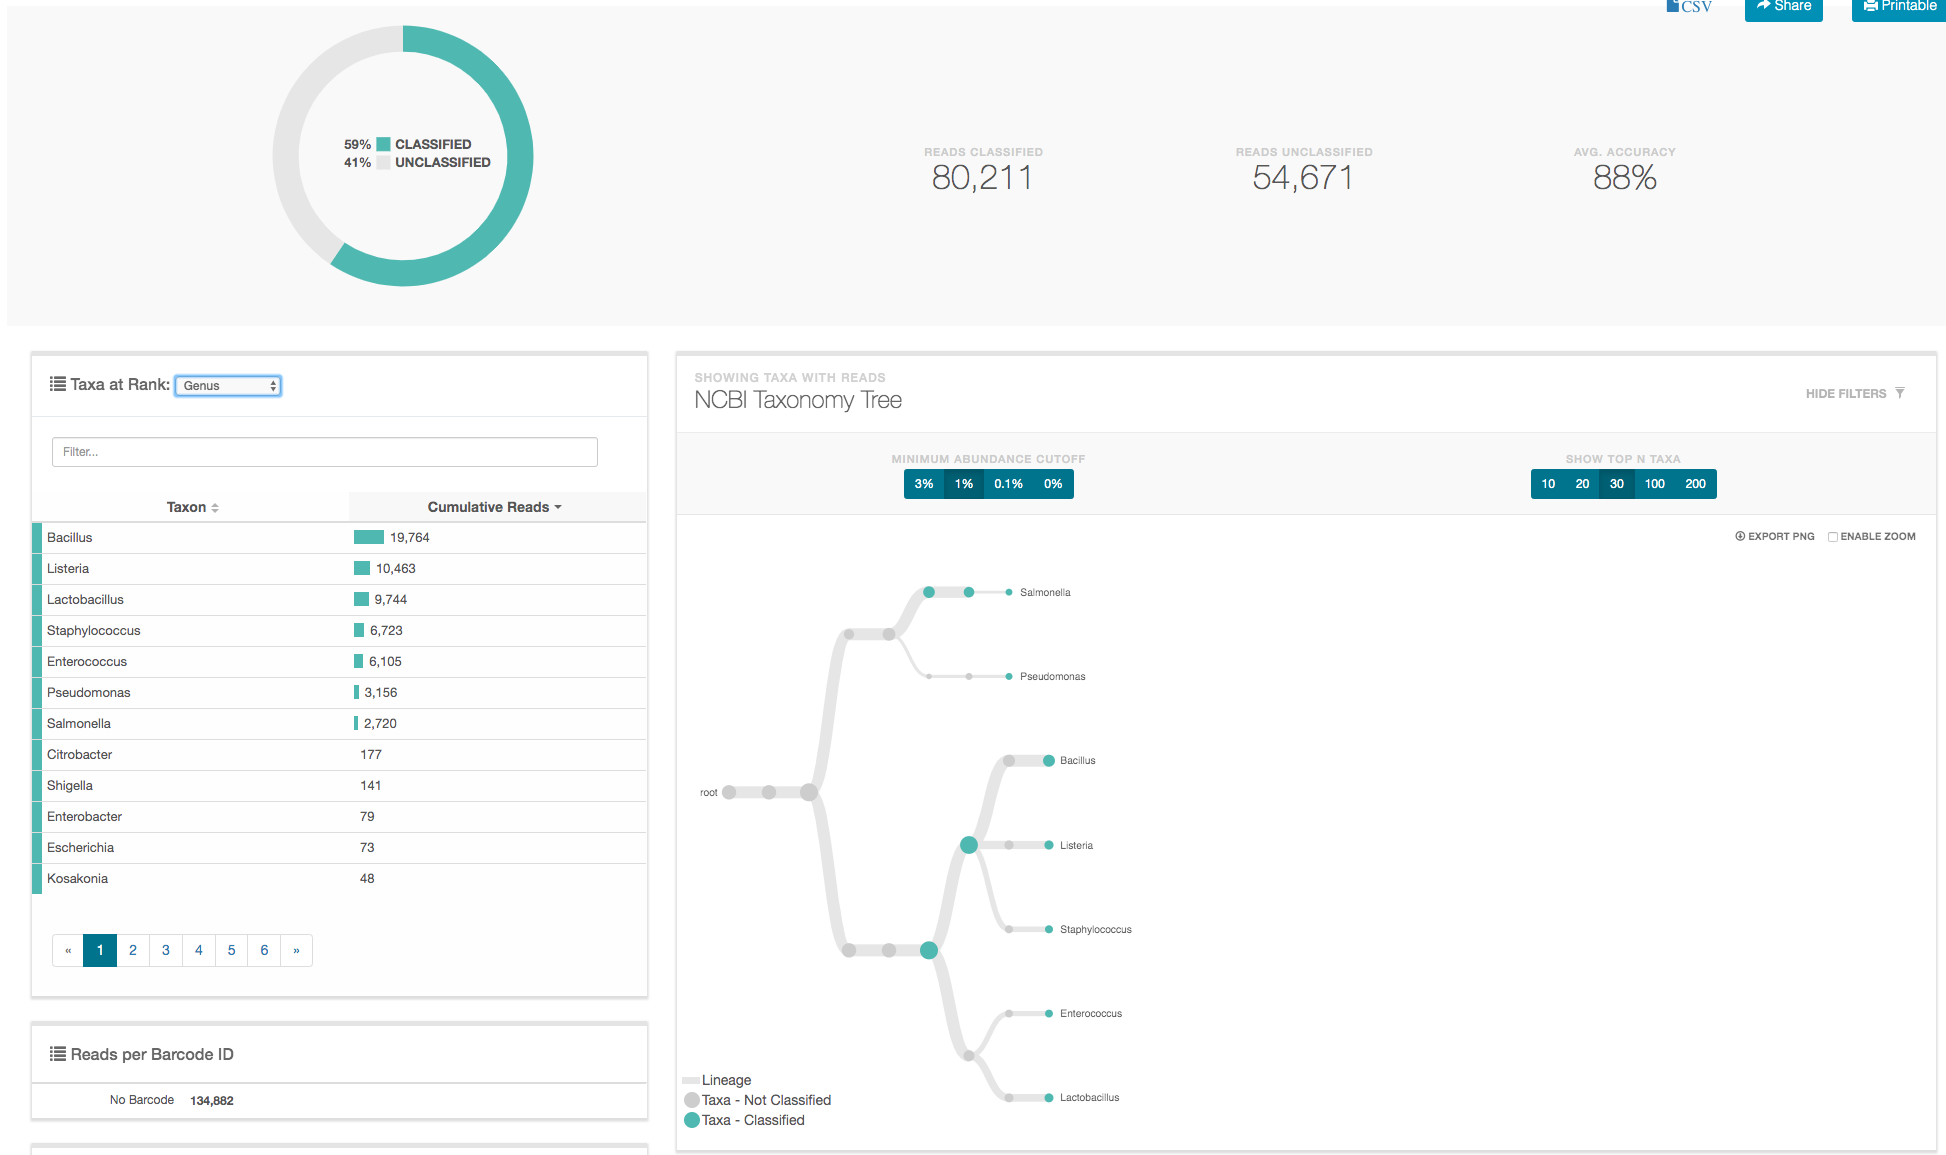 CSV
Share
Printable
59% CLASSIFIED
41% UNCLASSIFIED
READS CLASSIFIED
80,211
READS UNCLASSIFIED
54,671
AVG. ACCURACY
88%
Taxa at Rank: Genus
Filter...
Taxon Cumulative Reads
Bacillus 19,764
Listeria 10,463
Lactobacillus 9,744
Staphylococcus 6,723
Enterococcus 6,105
Pseudomonas 3,156
Salmonella 2,720
Citrobacter 177
Shigella 141
Enterobacter 79
Escherichia 73
Kosakonia 48
« 1 2 3 4 5 6 »
Reads per Barcode ID
No Barcode 134,882
SHOWING TAXA WITH READS
NCBI Taxonomy Tree
HIDE FILTERS
MINIMUM ABUNDANCE CUTOFF
3% 1% 0.1% 0%
SHOW TOP N TAXA
10 20 30 100 200
EXPORT PNG ENABLE ZOOM
Salmonella
Pseudomonas
Bacillus
root
Listeria
Staphylococcus
Enterococcus
Lactobacillus
Lineage
Taxa - Not Classified
Taxa - Classified